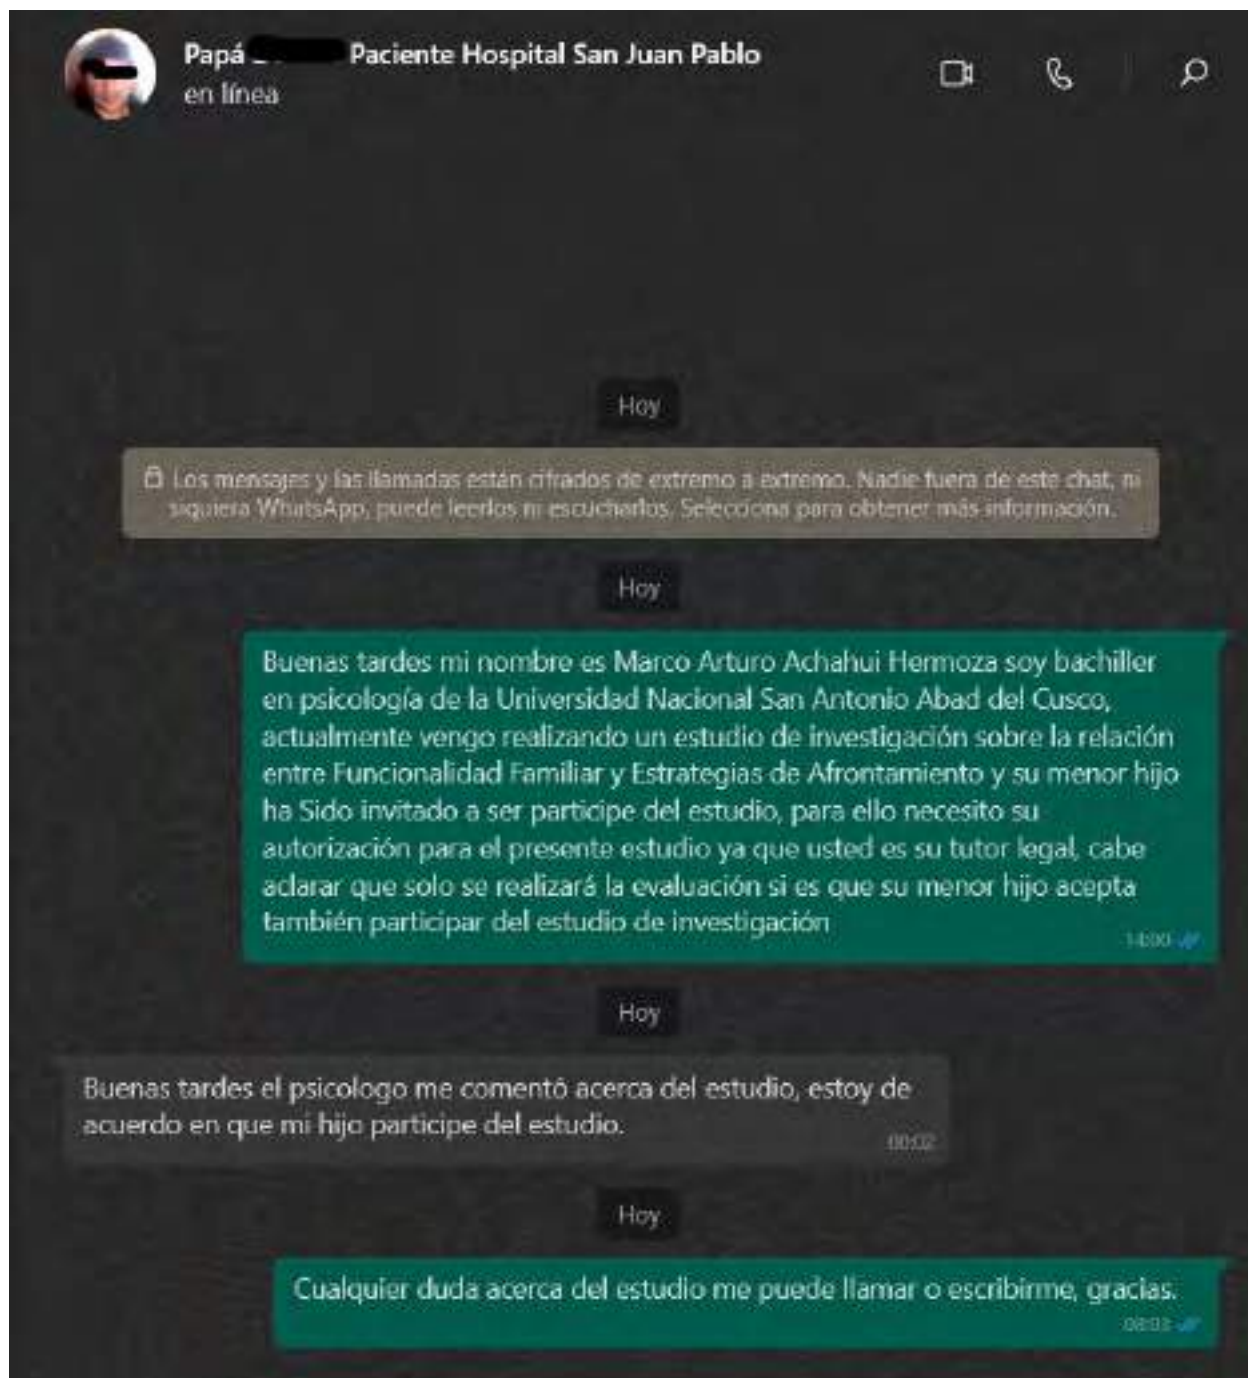 Papá Paciente Hospital San Juan Pablo
en línea
Hoy
Los mensajes y las llamadas están cifrados de extremo a extremo. Nadie fuera de este chat, ni
siquiera WhatsApp, puede leerlos ni escucharlos. Selecciona para obtener más información.
Hoy
Buenas tardes mi nombre es Marco Arturo Achahui Hermoza soy bachiller
en psicología de la Universidad Nacional San Antonio Abad del Cusco,
actualmente vengo realizando un estudio de investigación sobre la relación
entre Funcionalidad Familiar y Estrategias de Afrontamiento y su menor hijo
ha Sido invitado a ser participe del estudio, para ello necesito su
autorización para el presente estudio ya que usted es su tutor legal, cabe
aclarar que solo se realizará la evaluación si es que su menor hijo acepta
también participar del estudio de investigación
14:00
Hoy
Buenas tardes el psicologo me comentó acerca del estudio, estoy de
acuerdo en que mi hijo participe del estudio.
Hoy
Cualquier duda acerca del estudio me puede llamar o escribirme, gracias.